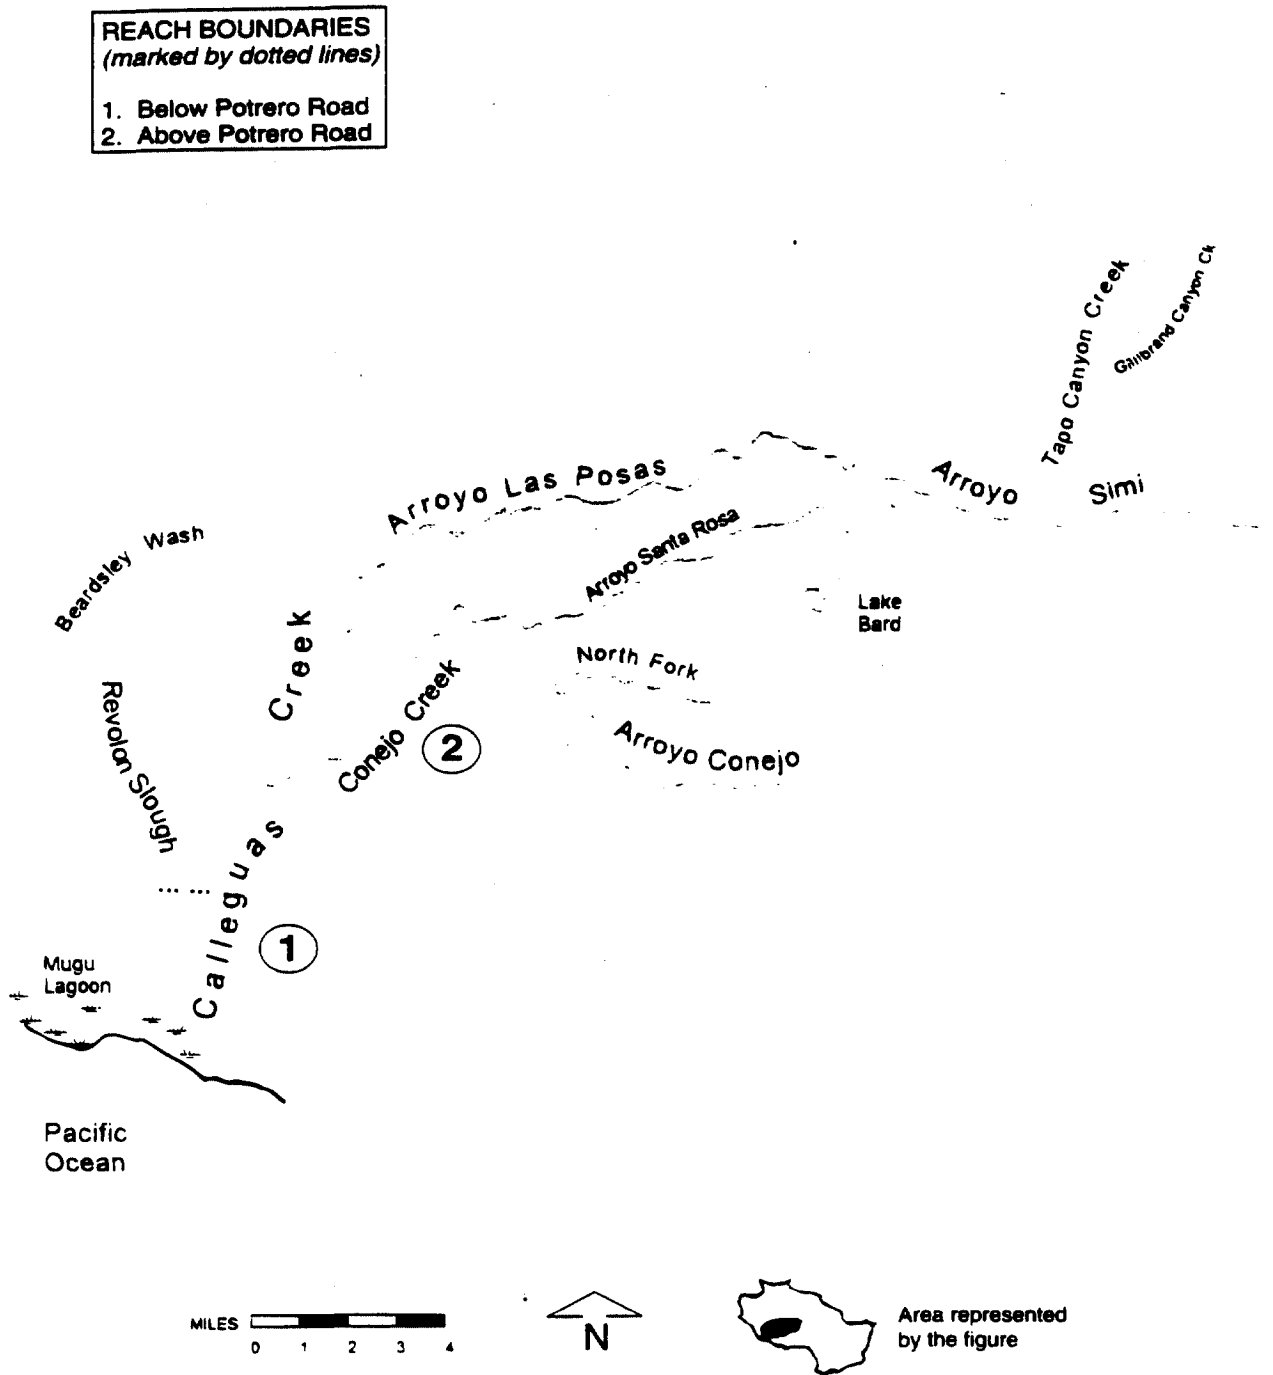 REACH BOUNDARIES
(marked by dotted lines)
1. Below Potrero Road
2. Above Potrero Road
Tapo Canyon Creek
Gillibrand Canyon Ck
Arroyo Simi
Arroyo Las Posas
Arroyo Santa Rosa
Beardsley Wash
Lake
Bard
North Fork
Arroyo Conejo
Conejo Creek
2
Revolon Slough
Calleguas Creek
1
Mugu
Lagoon
Pacific
Ocean
MILES
0 1 2 3 4
N
Area represented
by the figure